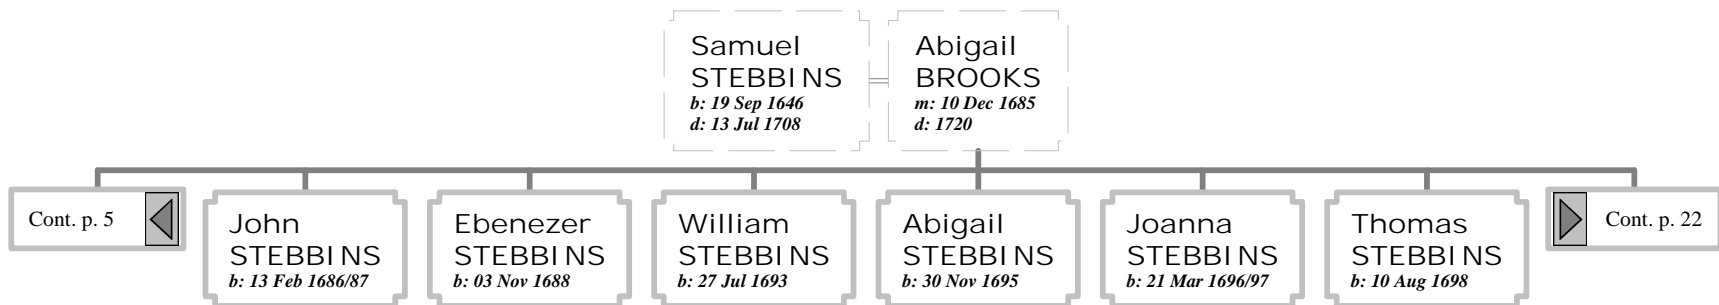 Samuel
STEBBINS
b: 19 Sep 1646
d: 13 Jul 1708
Abigail
BROOKS
m: 10 Dec 1685
d: 1720
Cont. p. 5
John
STEBBINS
b: 13 Feb 1686/87
Ebenezer
STEBBINS
b: 03 Nov 1688
William
STEBBINS
b: 27 Jul 1693
Abigail
STEBBINS
b: 30 Nov 1695
Joanna
STEBBINS
b: 21 Mar 1696/97
Thomas
STEBBINS
b: 10 Aug 1698
Cont. p. 22